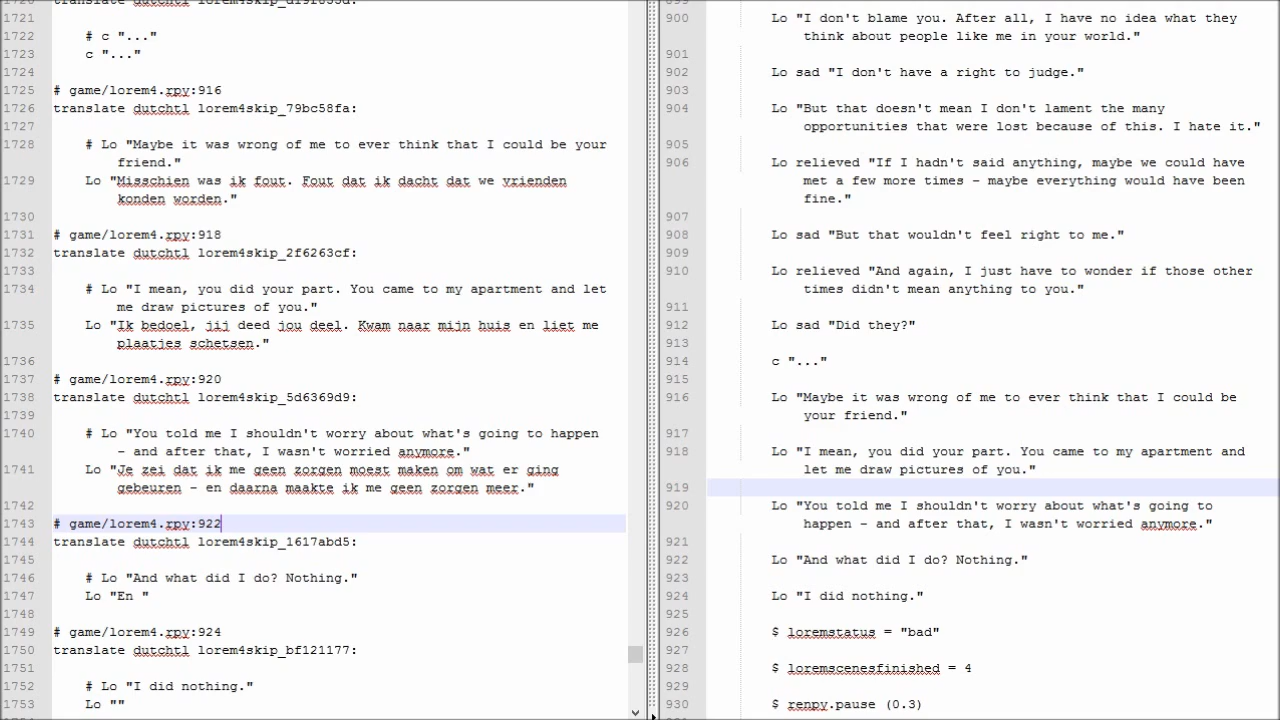 1720 translate dutchtl lorem4skip_df9f653d:
1721
1722 # c "..."
1723 c "..."
1724
1725 # game/lorem4.rpy:916
1726 translate dutchtl lorem4skip_79bc58fa:
1727
1728 # Lo "Maybe it was wrong of me to ever think that I could be your
friend."
1729 Lo "Misschien was ik fout. Fout dat ik dacht dat we vrienden
konden worden."
1730
1731 # game/lorem4.rpy:918
1732 translate dutchtl lorem4skip_2f6263cf:
1733
1734 # Lo "I mean, you did your part. You came to my apartment and let
me draw pictures of you."
1735 Lo "Ik bedoel, jij deed jou deel. Kwam naar mijn huis en liet me
plaatjes schetsen."
1736
1737 # game/lorem4.rpy:920
1738 translate dutchtl lorem4skip_5d6369d9:
1739
1740 # Lo "You told me I shouldn't worry about what's going to happen
- and after that, I wasn't worried anymore."
1741 Lo "Je zei dat ik me geen zorgen moest maken om wat er ging
gebeuren - en daarna maakte ik me geen zorgen meer."
1742
1743 # game/lorem4.rpy:922
1744 translate dutchtl lorem4skip_1617abd5:
1745
1746 # Lo "And what did I do? Nothing."
1747 Lo "En "
1748
1749 # game/lorem4.rpy:924
1750 translate dutchtl lorem4skip_bf121177:
1751
1752 # Lo "I did nothing."
1753 Lo ""
900 Lo "I don't blame you. After all, I have no idea what they
think about people like me in your world."
901
902 Lo sad "I don't have a right to judge."
903
904 Lo "But that doesn't mean I don't lament the many
opportunities that were lost because of this. I hate it."
905
906 Lo relieved "If I hadn't said anything, maybe we could have
met a few more times - maybe everything would have been
fine."
907
908 Lo sad "But that wouldn't feel right to me."
909
910 Lo relieved "And again, I just have to wonder if those other
times didn't mean anything to you."
911
912 Lo sad "Did they?"
913
914 c "..."
915
916 Lo "Maybe it was wrong of me to ever think that I could be
your friend."
917
918 Lo "I mean, you did your part. You came to my apartment and
let me draw pictures of you."
919
920 Lo "You told me I shouldn't worry about what's going to
happen - and after that, I wasn't worried anymore."
921
922 Lo "And what did I do? Nothing."
923
924 Lo "I did nothing."
925
926 $ loremstatus = "bad"
927
928 $ loremscenesfinished = 4
929
930 $ renpy.pause (0.3)